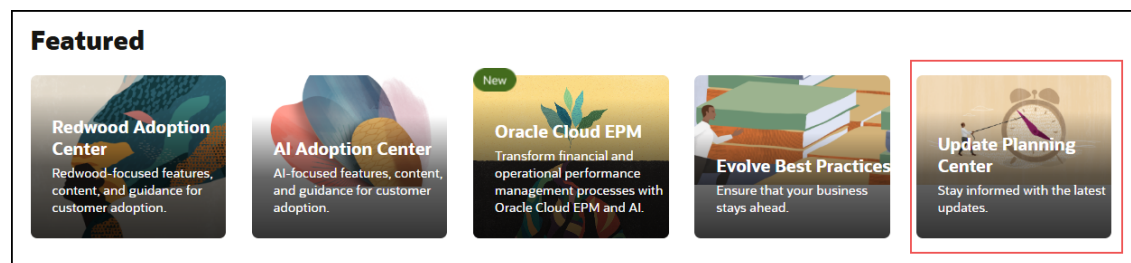 Featured
Redwood Adoption
Center
Redwood-focused features,
content, and guidance for
customer adoption.
AI Adoption Center
AI-focused features, content,
and guidance for customer
adoption.
New
Oracle Cloud EPM
Transform financial and
operational performance
management processes with
Oracle Cloud EPM and AI.
Evolve Best Practices
Ensure that your business
stays ahead.
Update Planning
Center
Stay informed with the latest
updates.